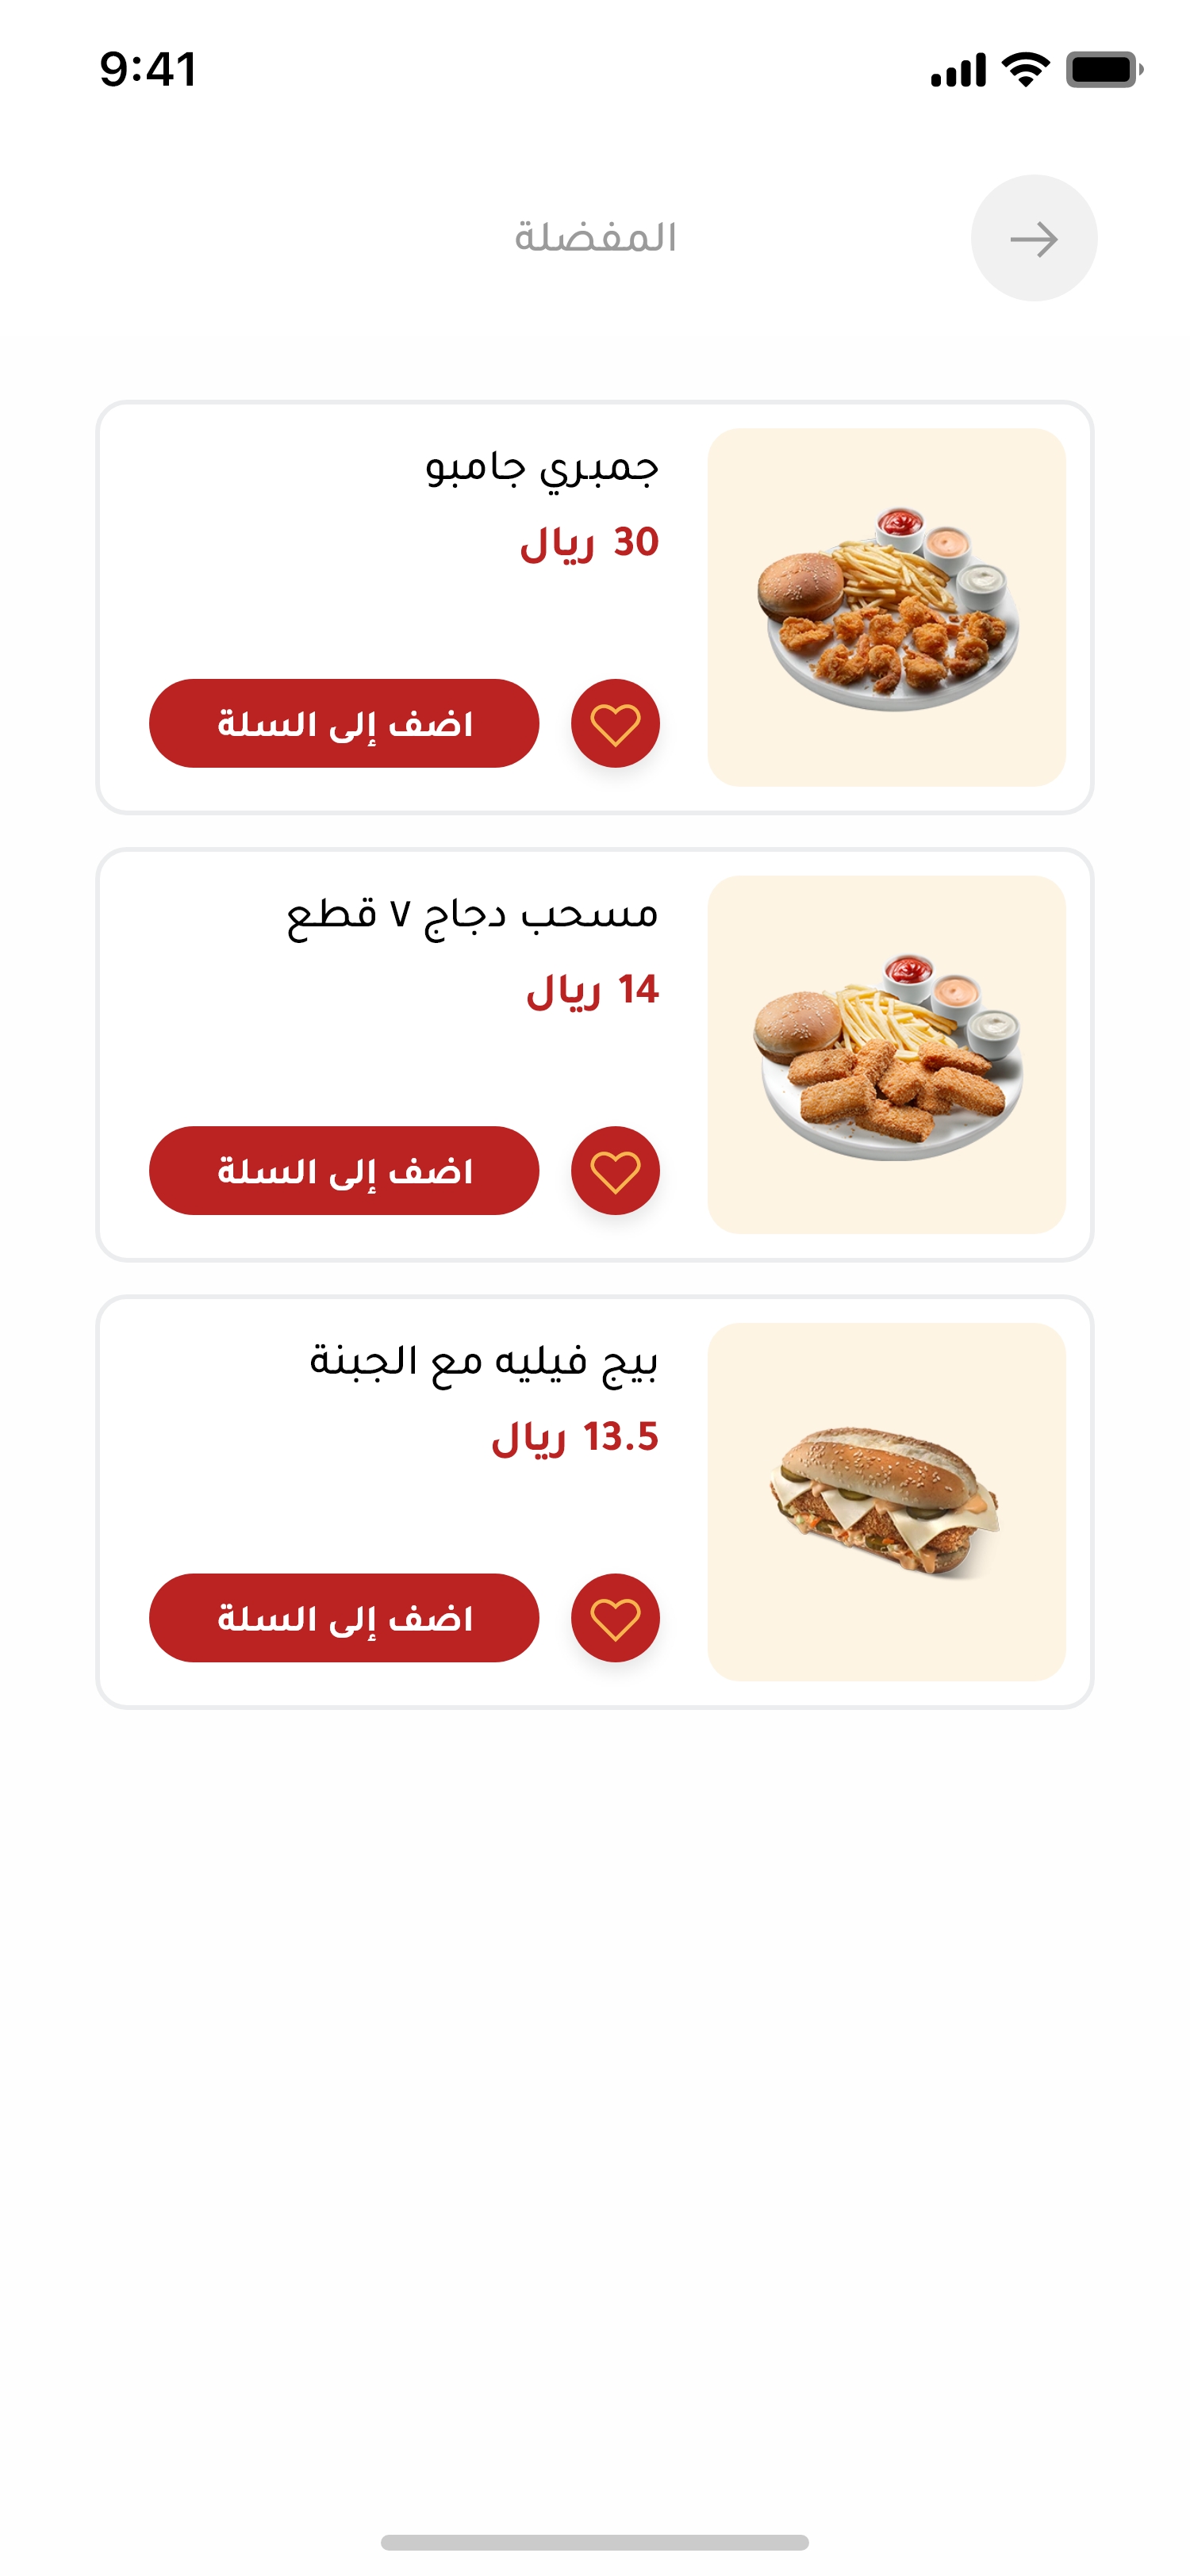 9:41
المفضلة
جمبري جامبو
30 ريال
اضف إلى السلة
مسحب دجاج ٧ قطع
14 ريال
اضف إلى السلة
بيج فيليه مع الجبنة
13.5 ريال
اضف إلى السلة